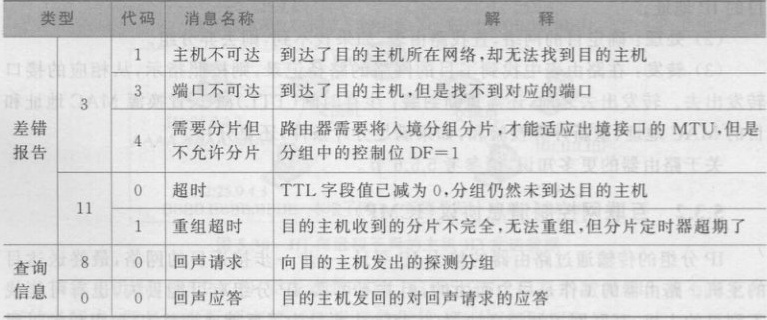 类型 代码 消息名称 解释
差错报告 3 1 主机不可达 到达了目的主机所在网络,却无法找到目的主机
3 端口不可达 到达了目的主机,但是找不到对应的端口
4 需要分片但不允许分片 路由器需要将入境分组分片,才能适应出境接口的 MTU,但是分组中的控制位 DF=1
11 0 超时 TTL 字段值已减为 0,分组仍然未到达目的主机
1 重组超时 目的主机收到的分片不完全,无法重组,但分片定时器超期了
查询信息 8 0 回声请求 向目的主机发出的探测分组
0 0 回声应答 目的主机发回的对回声请求的应答